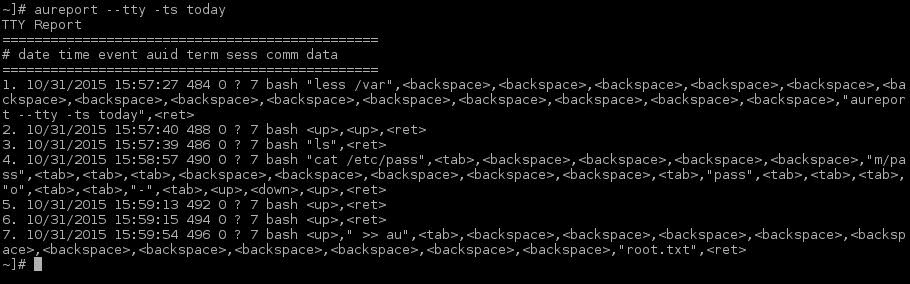 ~]# aureport --tty -ts today
TTY Report
===============================================
# date time event auid term sess comm data
===============================================
1. 10/31/2015 15:57:27 484 0 ? 7 bash "less /var",<backspace>,<backspace>,<backspace>,<backspace>,<backspace>,<ba
ckspace>,<backspace>,<backspace>,<backspace>,<backspace>,<backspace>,<backspace>,<backspace>,<backspace>,"aurepor
t --tty -ts today",<ret>
2. 10/31/2015 15:57:40 488 0 ? 7 bash <up>,<up>,<ret>
3. 10/31/2015 15:57:39 486 0 ? 7 bash "ls",<ret>
4. 10/31/2015 15:58:57 490 0 ? 7 bash "cat /etc/pass",<tab>,<backspace>,<backspace>,<backspace>,<backspace>,"m/pa
ss",<tab>,<tab>,<tab>,<backspace>,<backspace>,<backspace>,<backspace>,<backspace>,<tab>,"pass",<tab>,<tab>,<tab>,
"o",<tab>,<tab>,"-",<tab>,<up>,<down>,<up>,<ret>
5. 10/31/2015 15:59:13 492 0 ? 7 bash <up>,<ret>
6. 10/31/2015 15:59:15 494 0 ? 7 bash <up>,<ret>
7. 10/31/2015 15:59:54 496 0 ? 7 bash <up>," >> au",<tab>,<backspace>,<backspace>,<backspace>,<backspace>,<backsp
ace>,<backspace>,<backspace>,<backspace>,<backspace>,<backspace>,<backspace>,"root.txt",<ret>
~]#